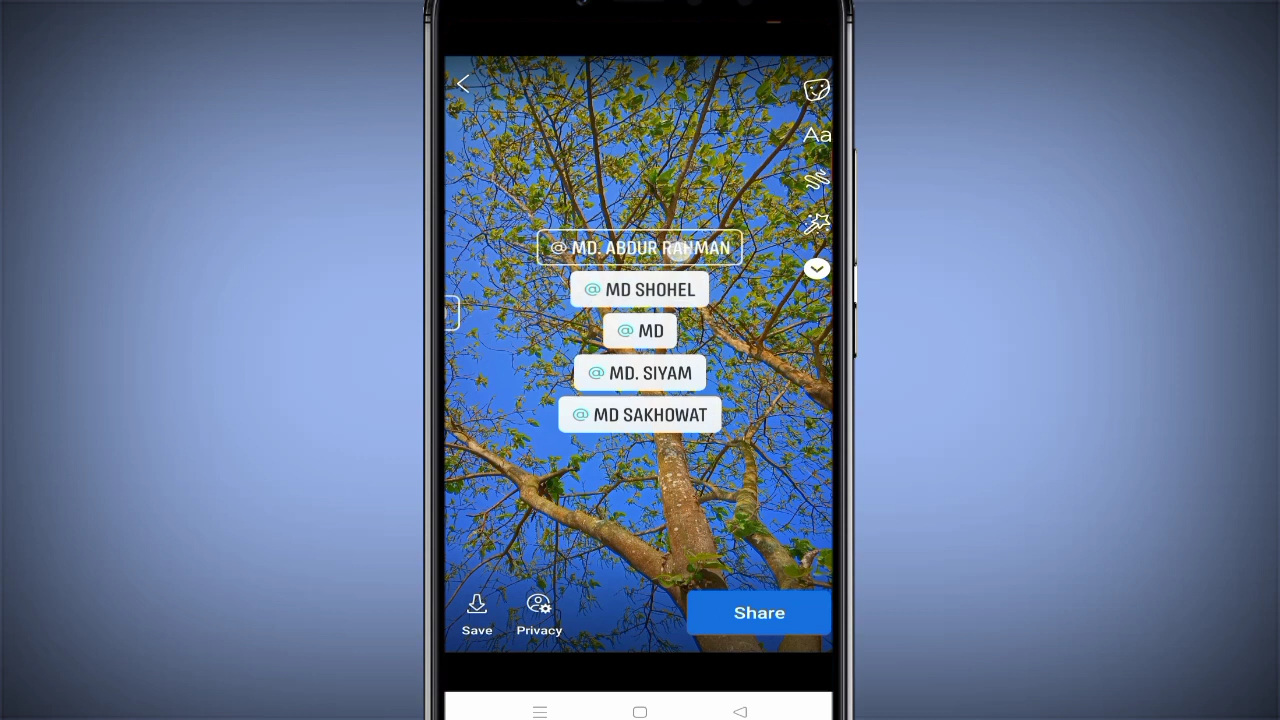 Aa
@ MD. ABDUR RAHMAN
@ MD SHOHEL
@ MD
@ MD. SIYAM
@ MD SAKHOWAT
Save
Privacy
Share